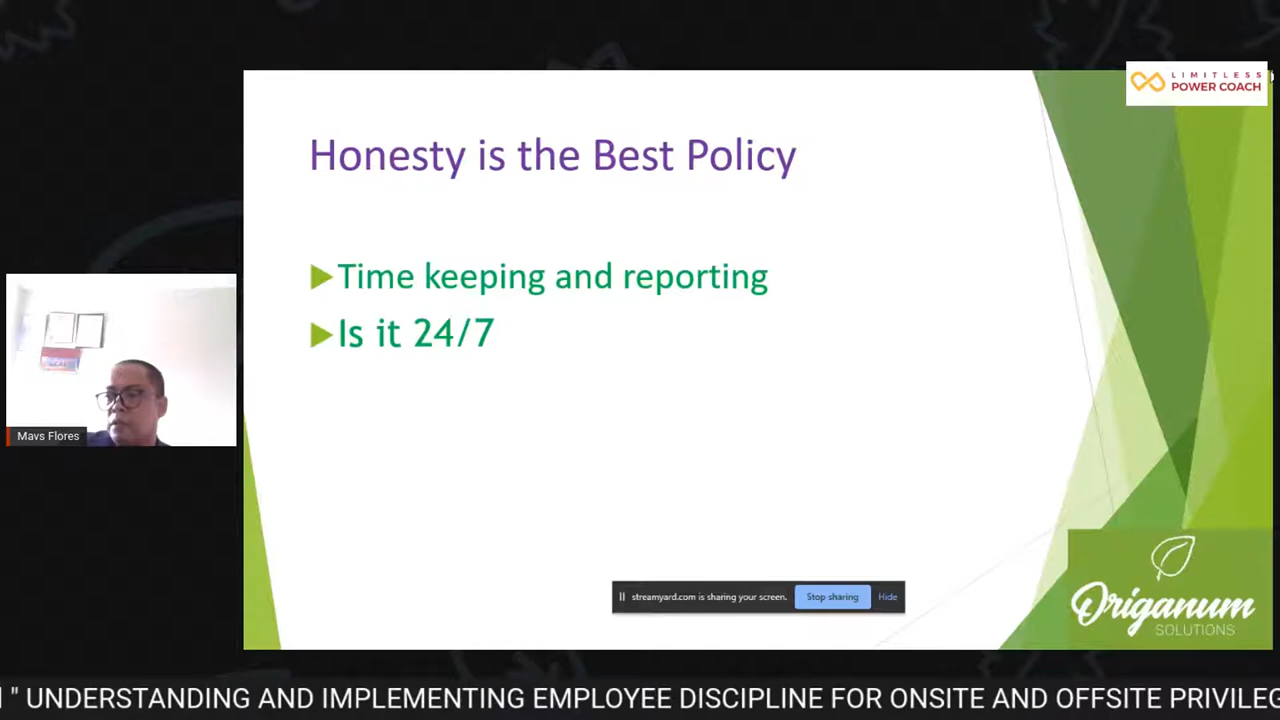 LIMITLESS
POWER COACH
Honesty is the Best Policy
Time keeping and reporting
Is it 24/7
Mavs Flores
streamyard.com is sharing your screen.
Stop sharing
Hide
Origanum
SOLUTIONS
" UNDERSTANDING AND IMPLEMENTING EMPLOYEE DISCIPLINE FOR ONSITE AND OFFSITE PRIVILEG